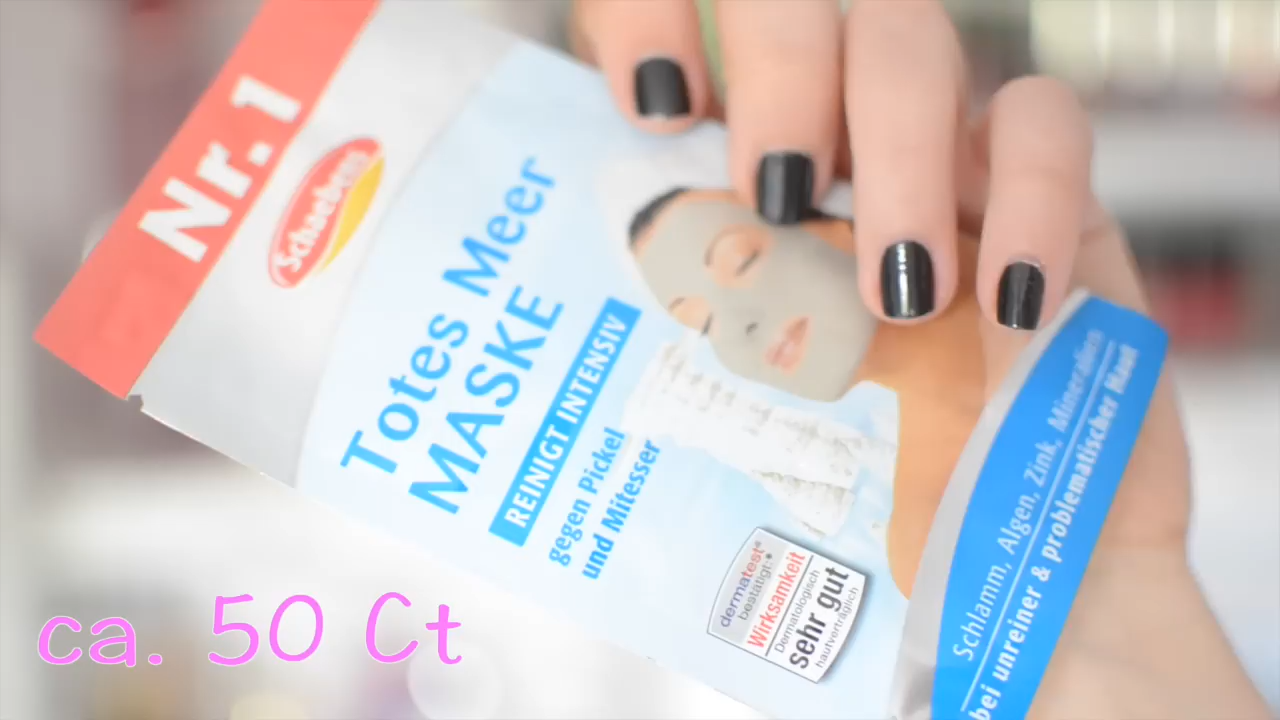 Nr.1
Schaebens
Totes Meer
MASKE
REINIGT INTENSIV
gegen Pickel
und Mitesser
dermatest®
bestätigt:
Wirksamkeit
Dermatologisch
sehr gut
hautverträglich
Schlamm, Algen, Zink, Mineralien
bei unreiner & problematischer Haut
ca. 50 Ct